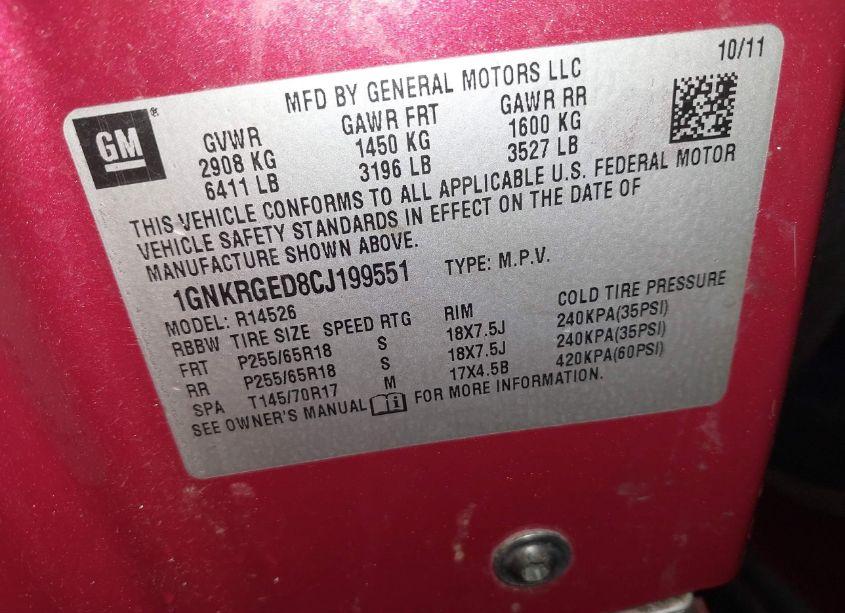 10/11
MFD BY GENERAL MOTORS LLC
GM®
GVWR GAWR FRT GAWR RR
2908 KG 1450 KG 1600 KG
6411 LB 3196 LB 3527 LB
THIS VEHICLE CONFORMS TO ALL APPLICABLE U.S. FEDERAL MOTOR
VEHICLE SAFETY STANDARDS IN EFFECT ON THE DATE OF
MANUFACTURE SHOWN ABOVE.
1GNKRGED8CJ199551 TYPE: M.P.V.
MODEL: R14526
RBBW TIRE SIZE SPEED RTG RIM COLD TIRE PRESSURE
FRT P255/65R18 S 18X7.5J 240KPA(35PSI)
RR P255/65R18 S 18X7.5J 240KPA(35PSI)
SPA T145/70R17 M 17X4.5B 420KPA(60PSI)
SEE OWNER'S MANUAL i FOR MORE INFORMATION.